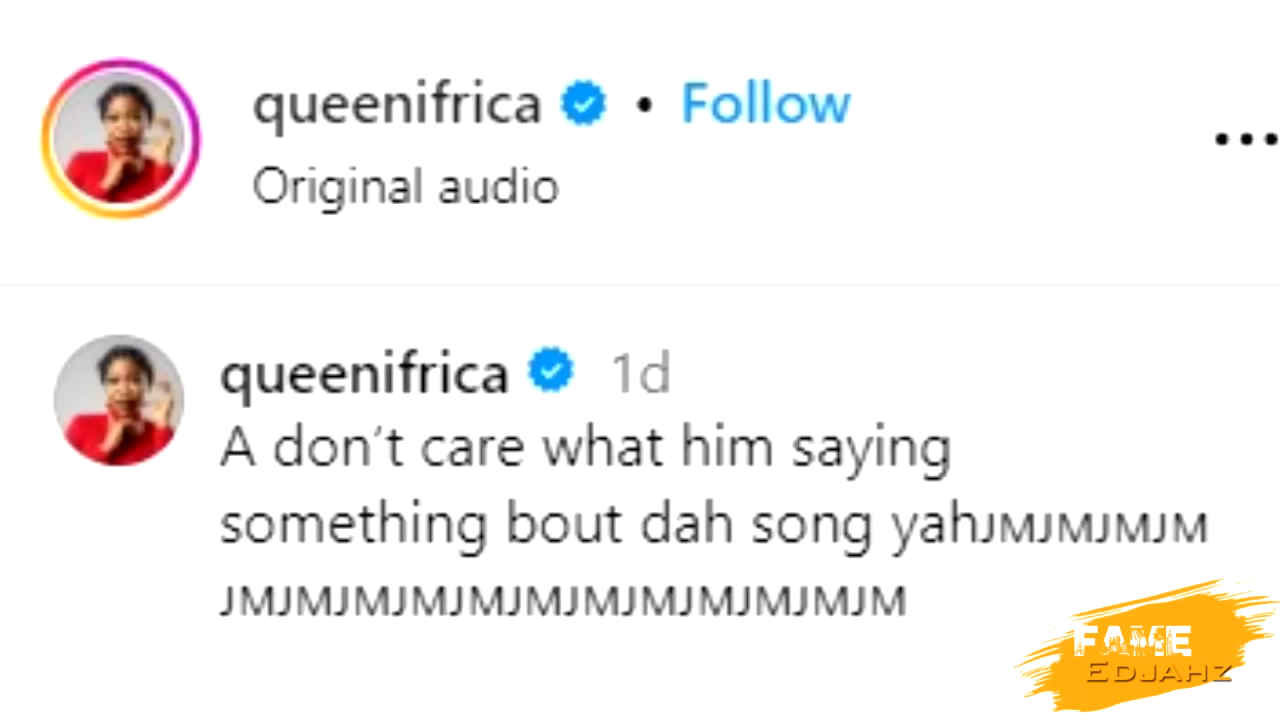 queenifrica • Follow
Original audio
queenifrica 1d
A don't care what him saying
something bout dah song yahJMJMJMJM
JMJMJMJMJMJMJMJMJMJMJMJM
FAME
EDJAHZ